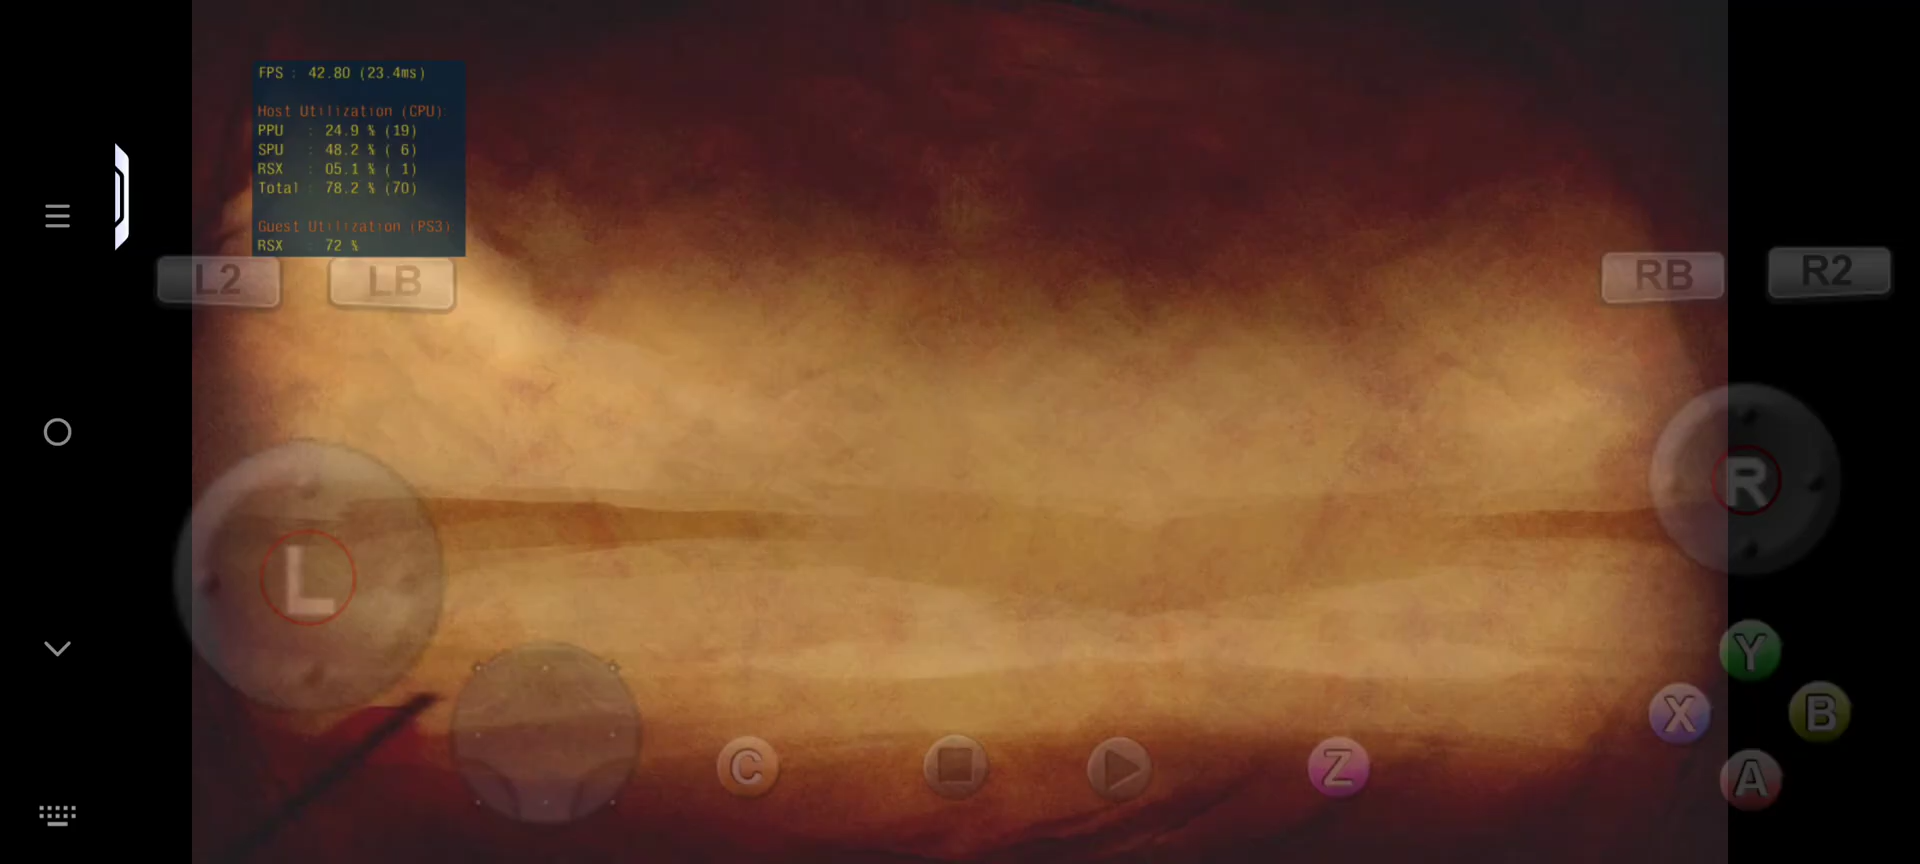 FPS : 42.80 (23.4ms)
Host Utilization (CPU):
PPU : 24.9 % (19)
SPU : 48.2 % ( 6)
RSX : 05.1 % ( 1)
Total : 78.2 % (70)
Guest Utilization (PS3):
RSX : 72 %
L2 LB RB R2
L R
Y
X B
C Z A